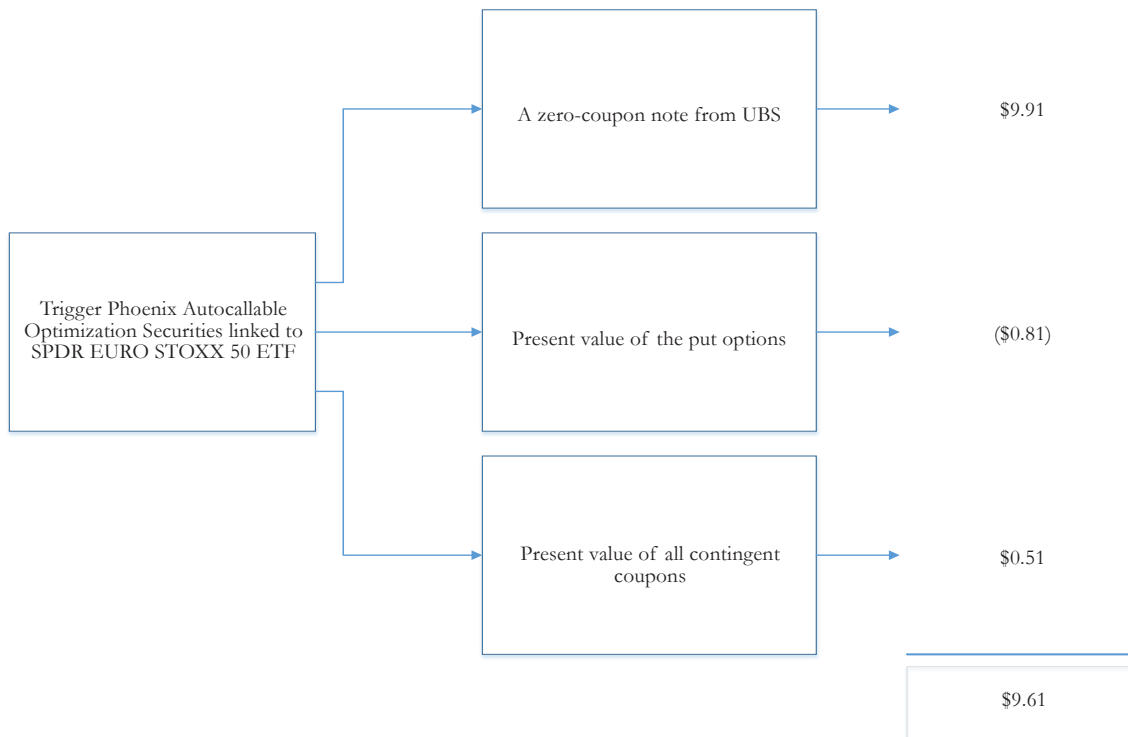 A zero-coupon note from UBS
$9.91
Trigger Phoenix Autocallable
Optimization Securities linked to
SPDR EURO STOXX 50 ETF
Present value of the put options
($0.81)
Present value of all contingent
coupons
$0.51
$9.61